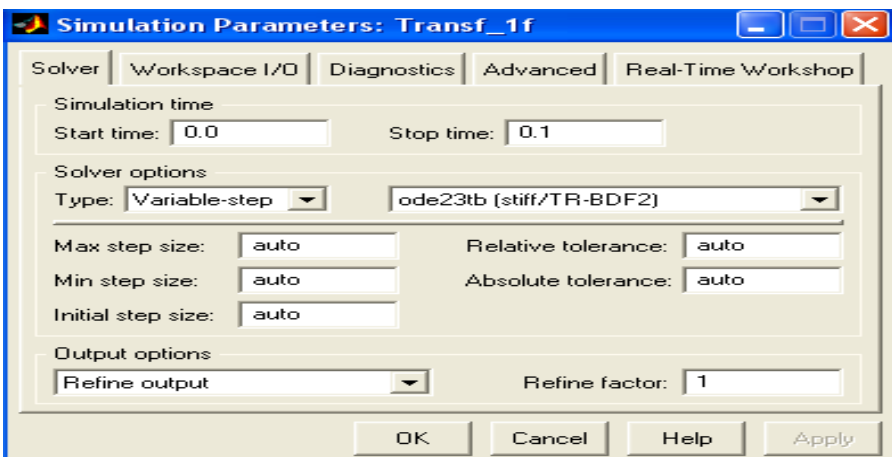 Simulation Parameters: Transf_1f
Solver Workspace I/O Diagnostics Advanced Real-Time Workshop
Simulation time
Start time: 0.0 Stop time: 0.1
Solver options
Type: Variable-step ode23tb (stiff/TR-BDF2)
Max step size: auto Relative tolerance: auto
Min step size: auto Absolute tolerance: auto
Initial step size: auto
Output options
Refine output Refine factor: 1
OK Cancel Help Apply